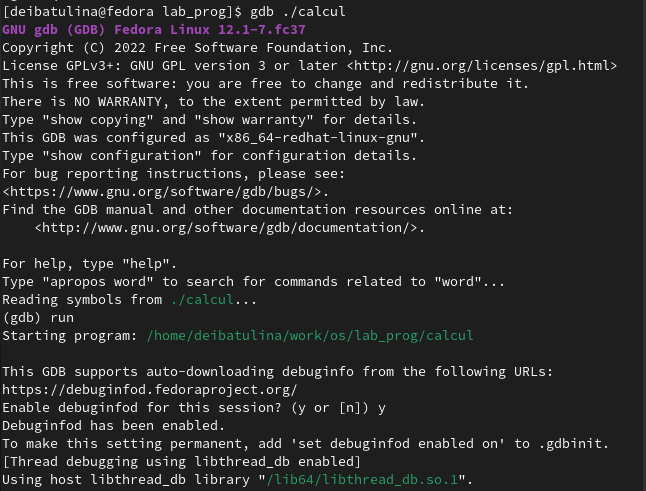 [deibatulina@fedora lab_prog]$ gdb ./calcul
GNU gdb (GDB) Fedora Linux 12.1-7.fc37
Copyright (C) 2022 Free Software Foundation, Inc.
License GPLv3+: GNU GPL version 3 or later <http://gnu.org/licenses/gpl.html>
This is free software: you are free to change and redistribute it.
There is NO WARRANTY, to the extent permitted by law.
Type "show copying" and "show warranty" for details.
This GDB was configured as "x86_64-redhat-linux-gnu".
Type "show configuration" for configuration details.
For bug reporting instructions, please see:
<https://www.gnu.org/software/gdb/bugs/>.
Find the GDB manual and other documentation resources online at:
    <http://www.gnu.org/software/gdb/documentation/>.

For help, type "help".
Type "apropos word" to search for commands related to "word"...
Reading symbols from ./calcul...
(gdb) run
Starting program: /home/deibatulina/work/os/lab_prog/calcul

This GDB supports auto-downloading debuginfo from the following URLs:
https://debuginfod.fedoraproject.org/
Enable debuginfod for this session? (y or [n]) y
Debuginfod has been enabled.
To make this setting permanent, add 'set debuginfod enabled on' to .gdbinit.
[Thread debugging using libthread_db enabled]
Using host libthread_db library "/lib64/libthread_db.so.1".